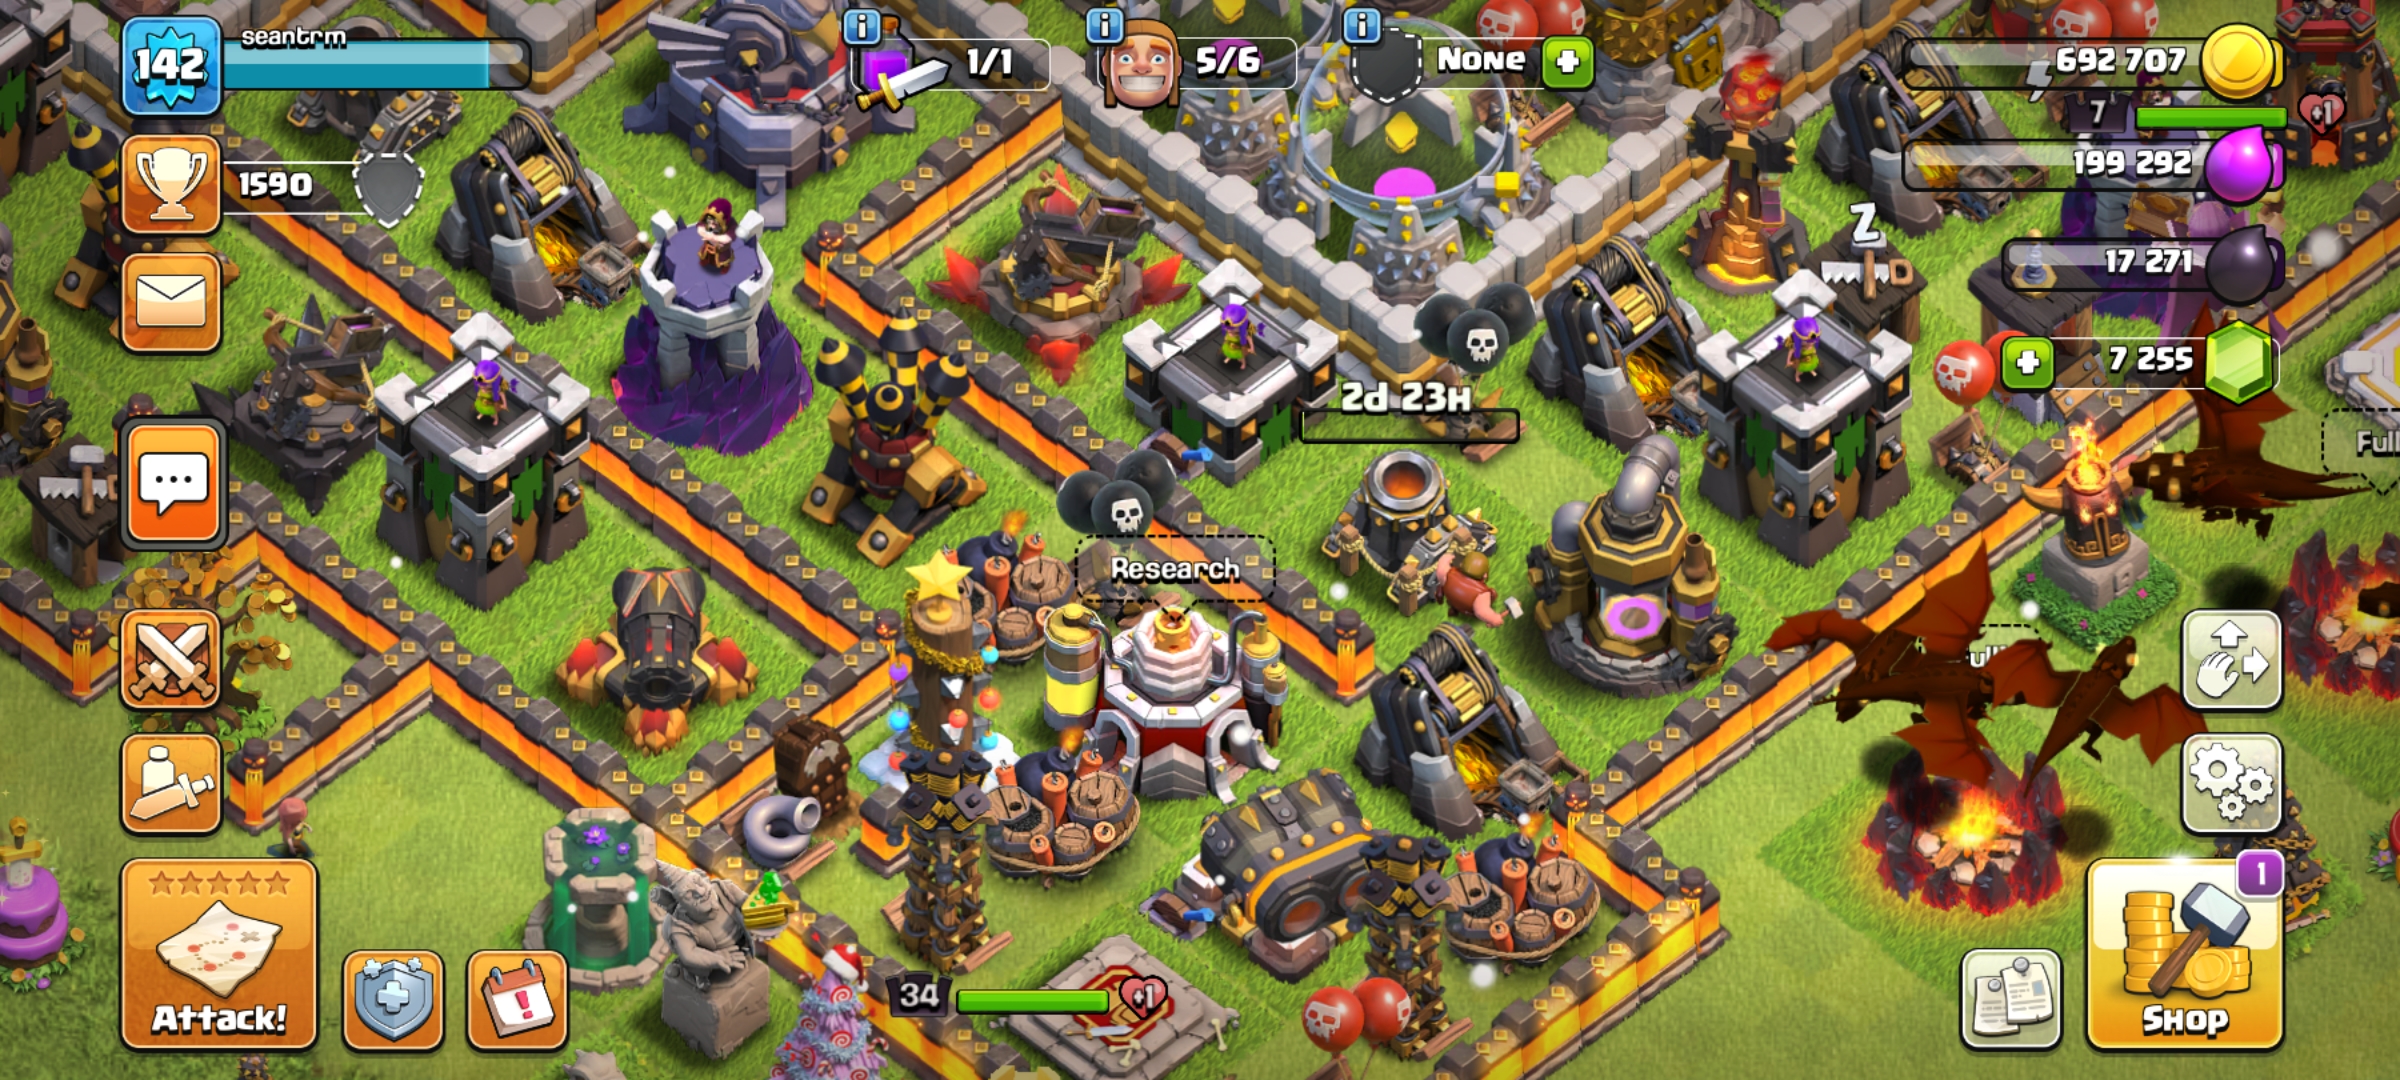 142
seantrm
1/1
5/6
None
692 707
1590
7
199 292
Z
17 271
7 255
2d 23H
Full
Research
34
1
Attack!
Shop